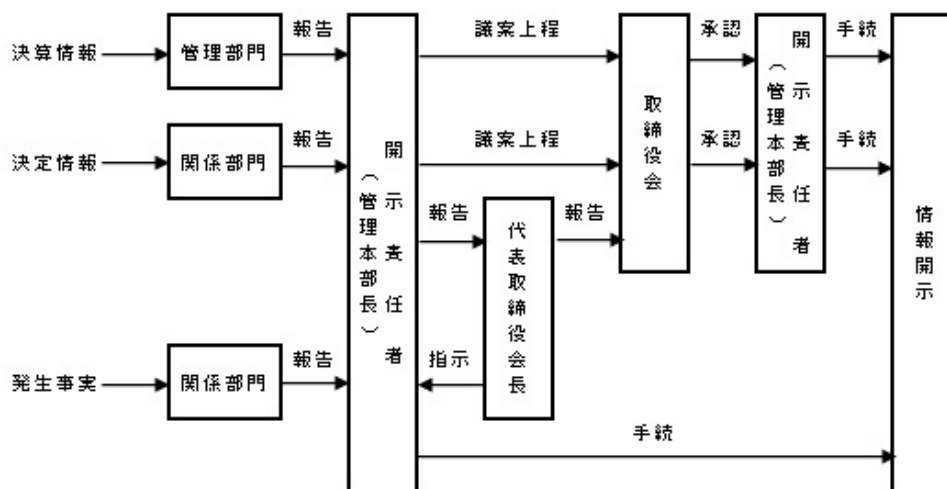 決算情報
管理部門
報告
議案上程
承認
手続
決定情報
関係部門
報告
議案上程
承認
手続
開示責任者
（管理本部長）
取締役会
開示責任者
（管理本部長）
情報開示
報告
代表取締役会長
報告
指示
発生事実
関係部門
報告
手続